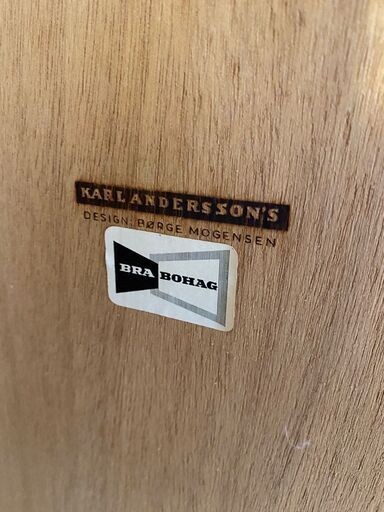 KARL ANDERSSON'S
DESIGN: BØRGE MOGENSEN
BRA BOHAG